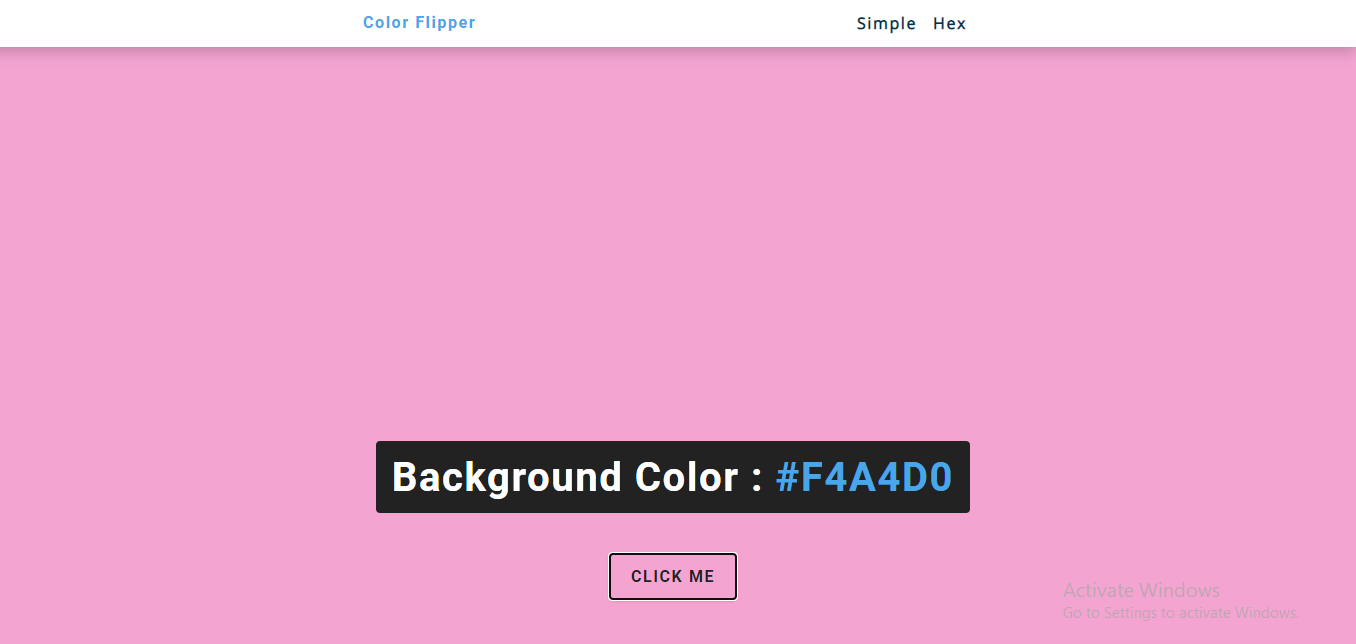 Color Flipper
Simple Hex
Background Color : #F4A4D0
CLICK ME
Activate Windows
Go to Settings to activate Windows.